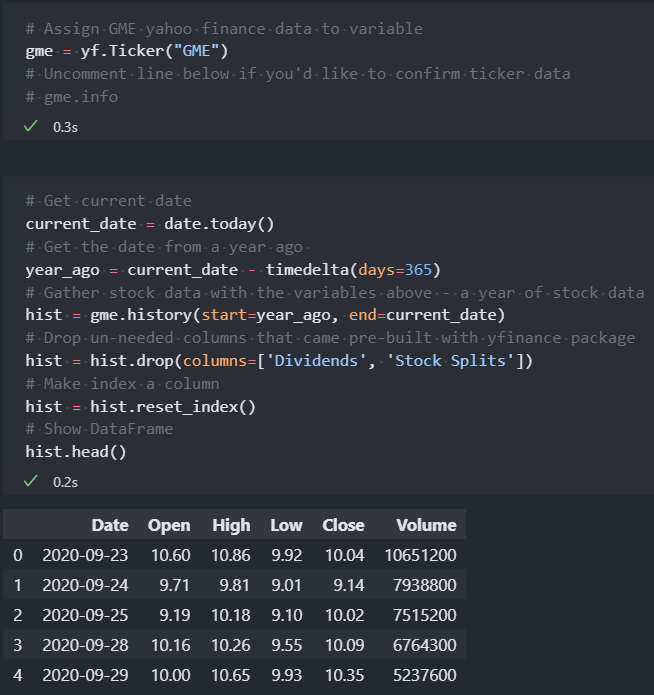 # Assign GME yahoo finance data to variable
gme = yf.Ticker("GME")
# Uncomment line below if you'd like to confirm ticker data
# gme.info
0.3s
# Get current date
current_date = date.today()
# Get the date from a year ago
year_ago = current_date - timedelta(days=365)
# Gather stock data with the variables above - a year of stock data
hist = gme.history(start=year_ago, end=current_date)
# Drop un-needed columns that came pre-built with yfinance package
hist = hist.drop(columns=['Dividends', 'Stock Splits'])
# Make index a column
hist = hist.reset_index()
# Show DataFrame
hist.head()
0.2s
Date Open High Low Close Volume
0 2020-09-23 10.60 10.86 9.92 10.04 10651200
1 2020-09-24 9.71 9.81 9.01 9.14 7938800
2 2020-09-25 9.19 10.18 9.10 10.02 7515200
3 2020-09-28 10.16 10.26 9.55 10.09 6764300
4 2020-09-29 10.00 10.65 9.93 10.35 5237600